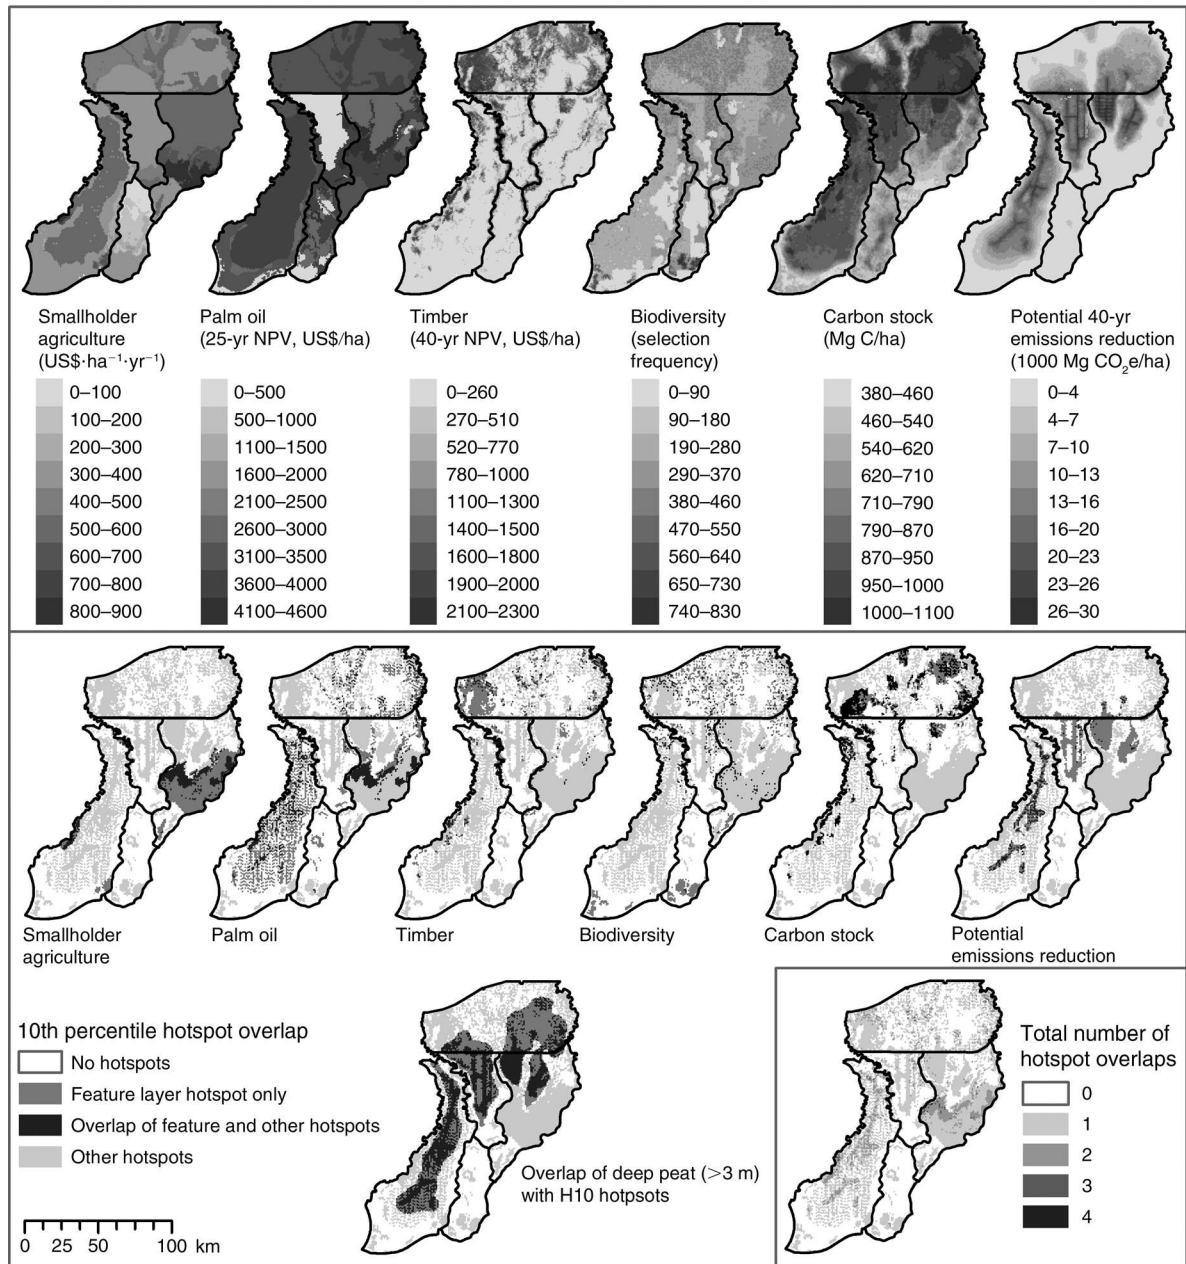 Smallholder
agriculture
(US$·ha⁻¹·yr⁻¹)
0–100
100–200
200–300
300–400
400–500
500–600
600–700
700–800
800–900
Palm oil
(25-yr NPV, US$/ha)
0–500
500–1000
1100–1500
1600–2000
2100–2500
2600–3000
3100–3500
3600–4000
4100–4600
Timber
(40-yr NPV, US$/ha)
0–260
270–510
520–770
780–1000
1100–1300
1400–1500
1600–1800
1900–2000
2100–2300
Biodiversity
(selection
frequency)
0–90
90–180
190–280
290–370
380–460
470–550
560–640
650–730
740–830
Carbon stock
(Mg C/ha)
380–460
460–540
540–620
620–710
710–790
790–870
870–950
950–1000
1000–1100
Potential 40-yr
emissions reduction
(1000 Mg CO₂e/ha)
0–4
4–7
7–10
10–13
13–16
16–20
20–23
23–26
26–30
Smallholder
agriculture
Palm oil
Timber
Biodiversity
Carbon stock
Potential
emissions reduction
10th percentile hotspot overlap
No hotspots
Feature layer hotspot only
Overlap of feature and other hotspots
Other hotspots
0 25 50 100 km
Overlap of deep peat (>3 m)
with H10 hotpsots
Total number of
hotspot overlaps
0
1
2
3
4